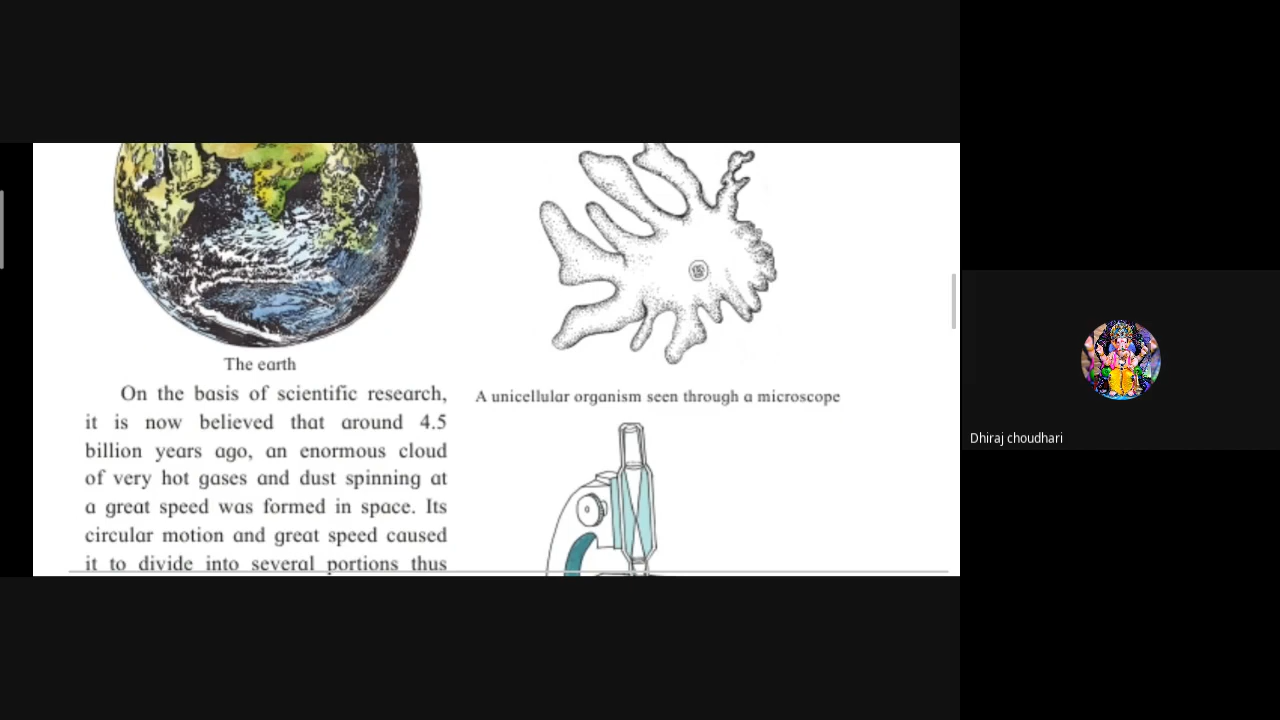 The earth
On the basis of scientific research,
it is now believed that around 4.5
billion years ago, an enormous cloud
of very hot gases and dust spinning at
a great speed was formed in space. Its
circular motion and great speed caused
it to divide into several portions thus
A unicellular organism seen through a microscope
Dhiraj choudhari